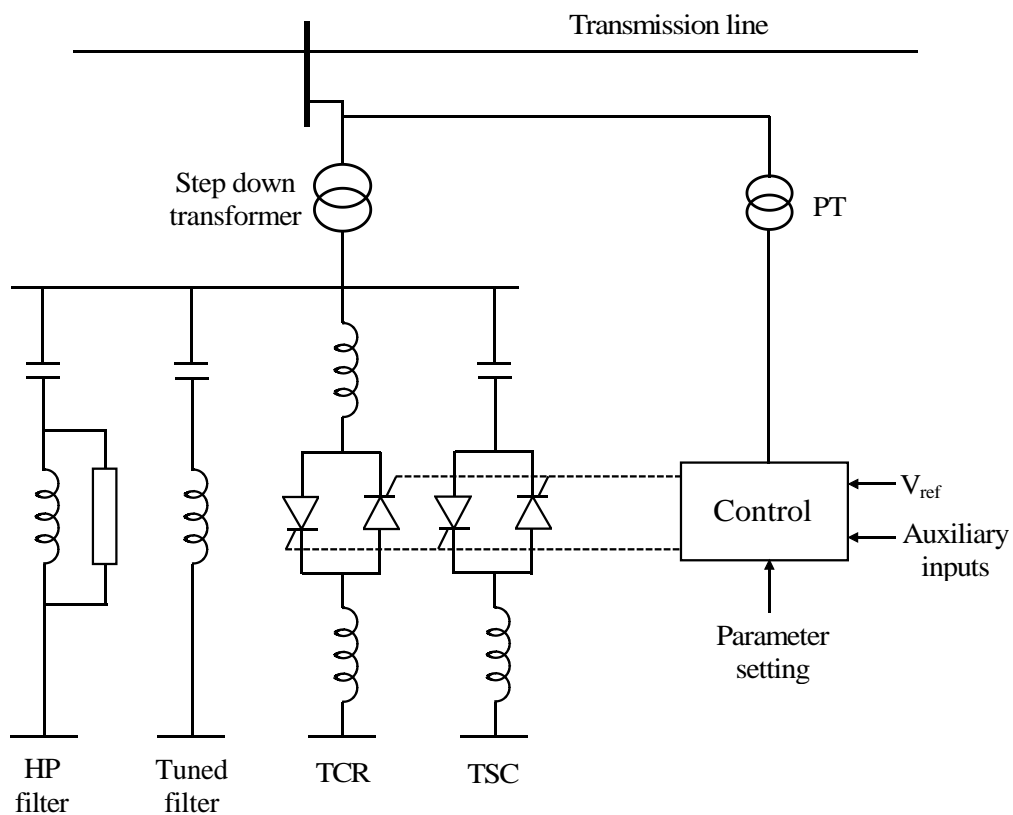 Transmission line
Step down
transformer
PT
Control
V_ref
Auxiliary
inputs
Parameter
setting
HP
filter
Tuned
filter
TCR
TSC